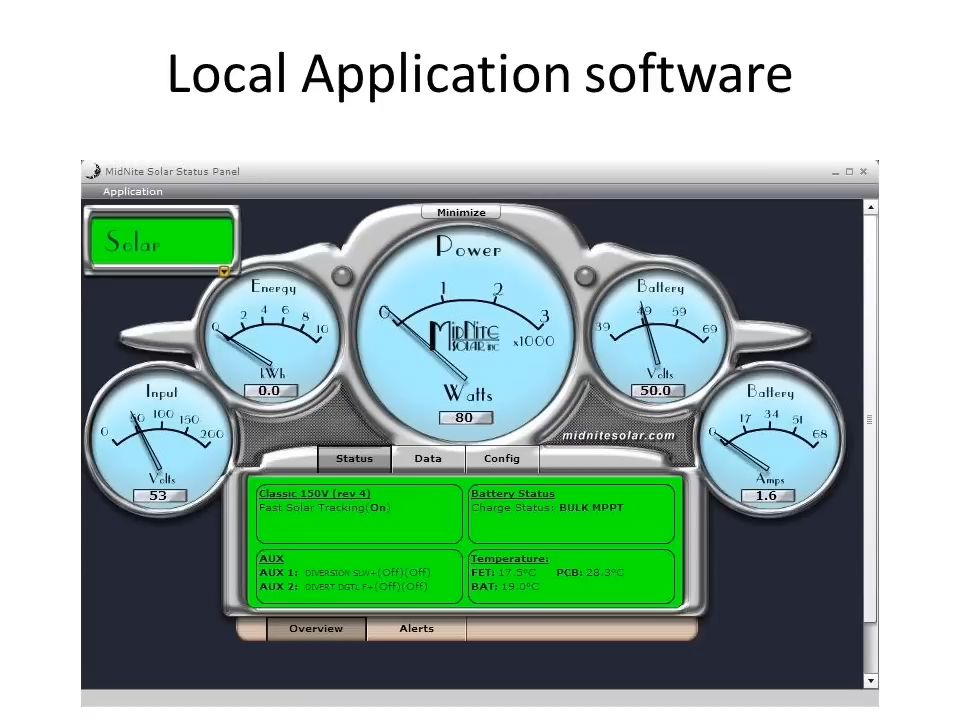 Local Application software
MidNite Solar Status Panel
Application
Minimize
Solar
Power
0 1 2 3
x1000
MidNite
SOLAR, INC
Watts
80
Energy
0 2 4 6 8 10
kWh
0.0
Battery
39 49 59 69
Volts
50.0
Input
0 50 100 150 200
Volts
53
Battery
0 17 34 51 68
Amps
1.6
midnitesolar.com
Status Data Config
Classic 150V (rev 4)
Fast Solar Tracking(On)
Battery Status
Charge Status: BULK MPPT
AUX
AUX 1: DIVERSION SLW+(Off)(Off)
AUX 2: DIVERT DGTL F+(Off)(Off)
Temperature:
FET: 17.5°C PCB: 28.3°C
BAT: 19.0°C
Overview Alerts